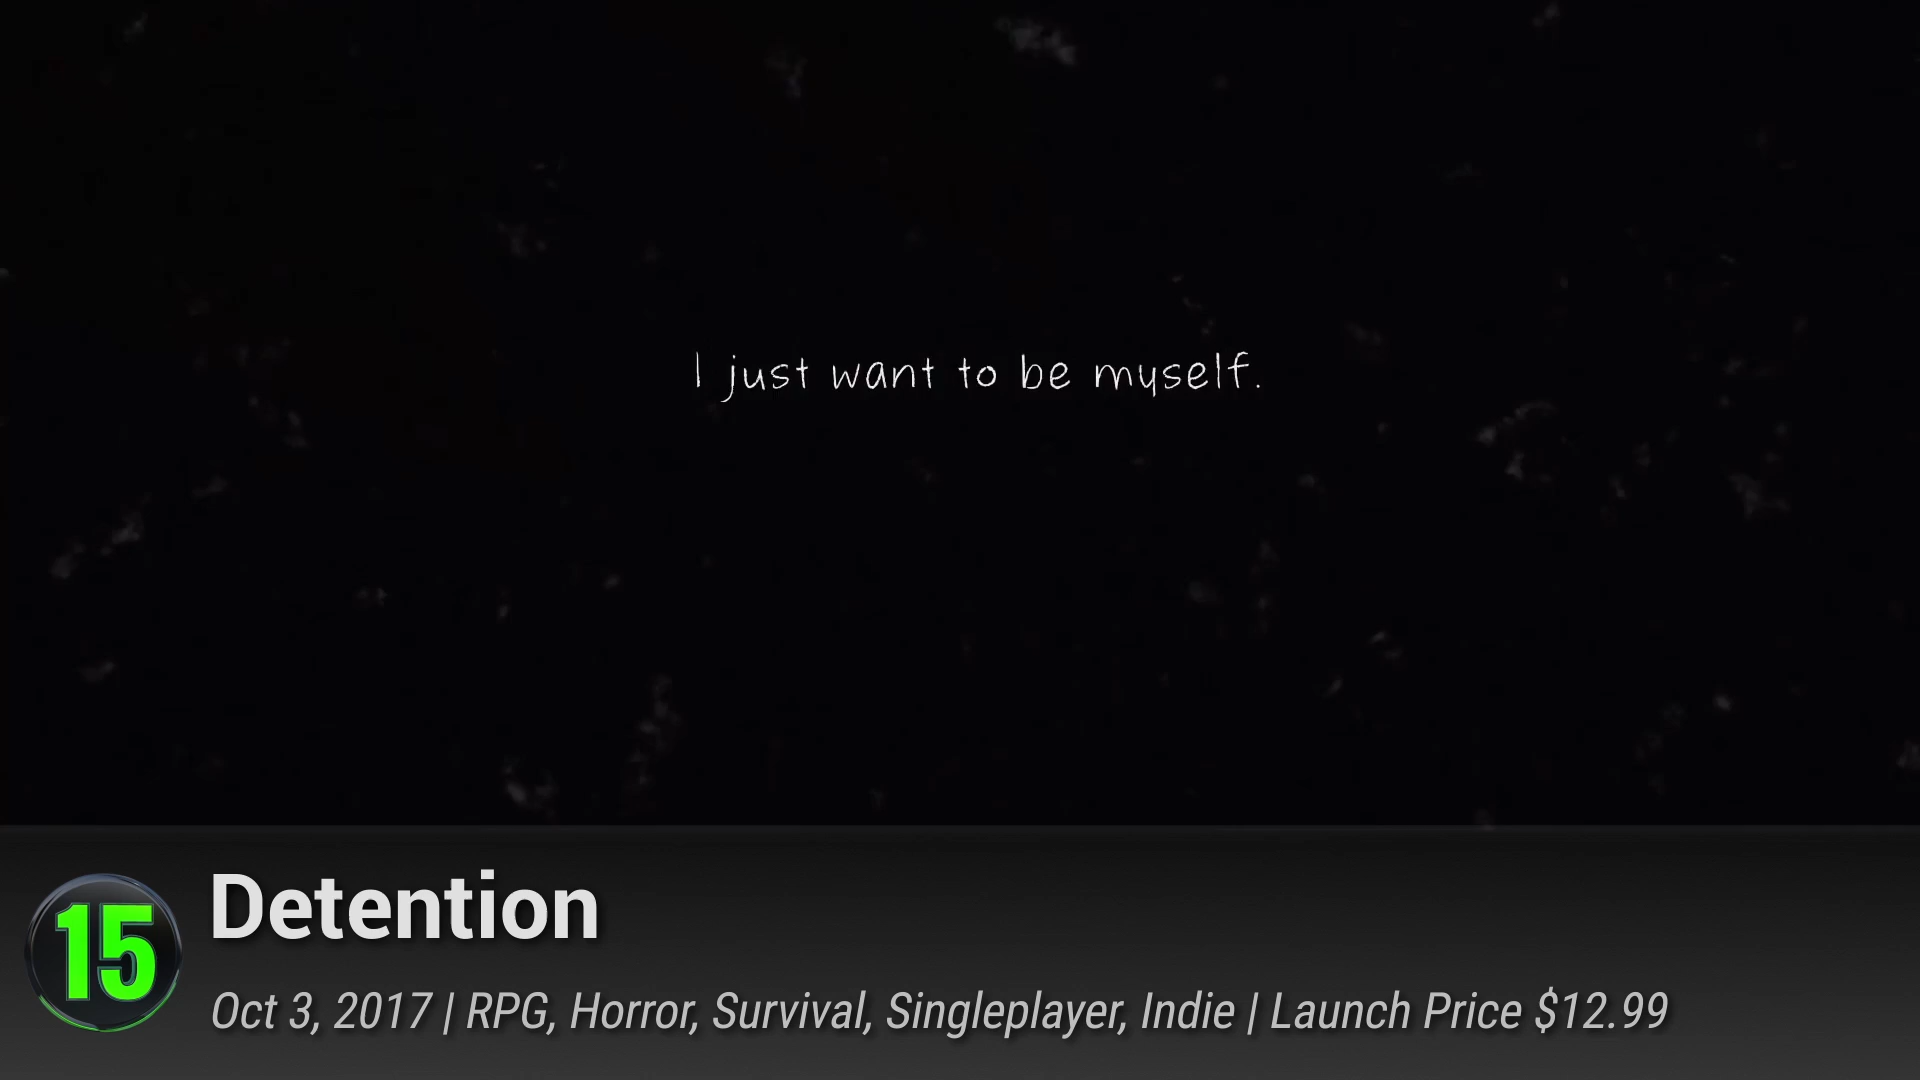 I just want to be myself.
15
Detention
Oct 3, 2017 | RPG, Horror, Survival, Singleplayer, Indie | Launch Price $12.99